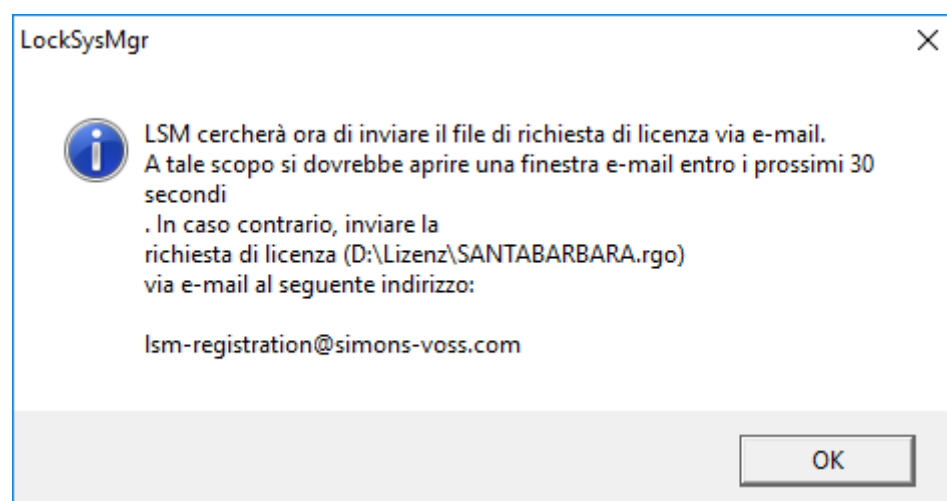 LockSysMgr
LSM cercherà ora di inviare il file di richiesta di licenza via e-mail.
A tale scopo si dovrebbe aprire una finestra e-mail entro i prossimi 30
secondi
. In caso contrario, inviare la
richiesta di licenza (D:\Lizenz\SANTABARBARA.rgo)
via e-mail al seguente indirizzo:
lsm-registration@simons-voss.com
OK